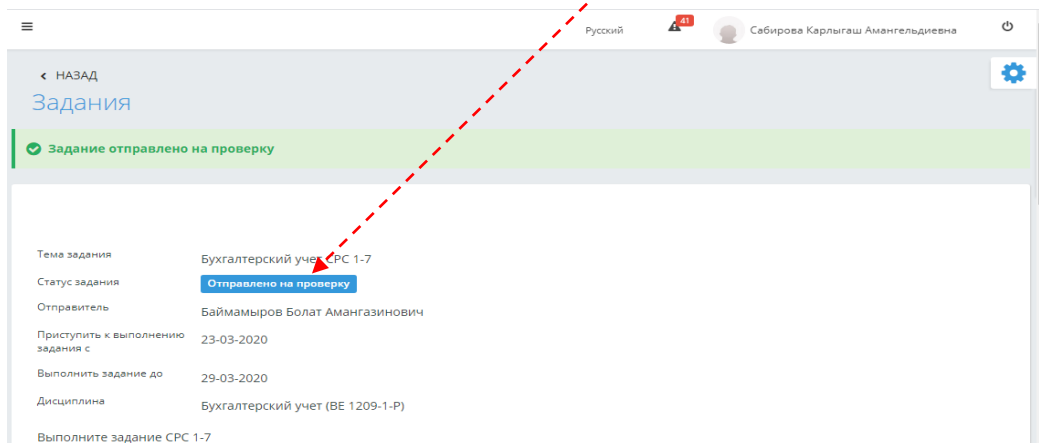 Русский
41
Сабирова Карлыгаш Амангельдиевна
НАЗАД
Задания
Задание отправлено на проверку
Тема задания
Бухгалтерский учет СРС 1-7
Статус задания
Отправлено на проверку
Отправитель
Баймамыров Болат Амангазинович
Приступить к выполнению
задания с
23-03-2020
Выполнить задание до
29-03-2020
Дисциплина
Бухгалтерский учет (BE 1209-1-P)
Выполните задание СРС 1-7